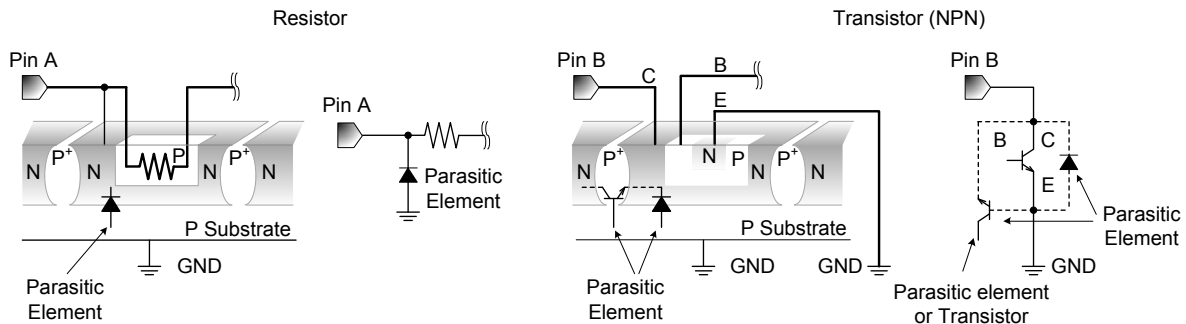 Resistor
Transistor (NPN)
Pin A
Pin A
N
P+
N
P
N
P+
N
Parasitic
Element
P Substrate
GND
Parasitic
Element
Pin B
C
B
E
Pin B
N
P+
N
N
P
N
P+
N
P Substrate
GND
GND
Parasitic
Element
B
C
E
Parasitic
Element
GND
Parasitic element
or Transistor